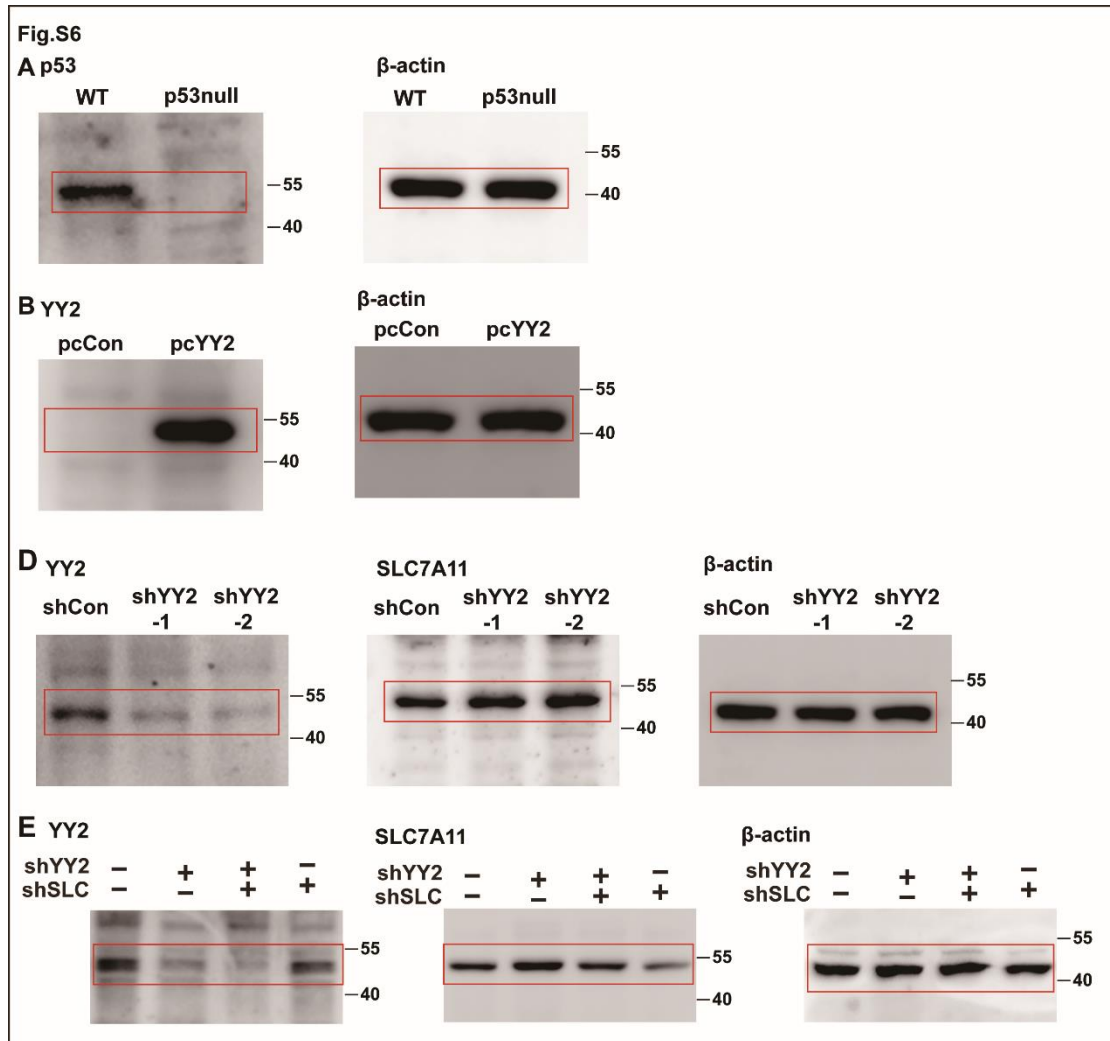 Fig.S6
A p53
β-actin
WT p53null
WT p53null
55
40
55
40
B YY2
β-actin
pcCon pcYY2
pcCon pcYY2
55
40
55
40
D YY2
SLC7A11
β-actin
shCon shYY2 -1 shYY2 -2
shCon shYY2 -1 shYY2 -2
shCon shYY2 -1 shYY2 -2
55
40
55
40
55
40
E YY2
SLC7A11
β-actin
shYY2 – + + –
shSLC – – + +
shYY2 – + + –
shSLC – – + +
shYY2 – + + –
shSLC – – + +
55
40
55
40
55
40